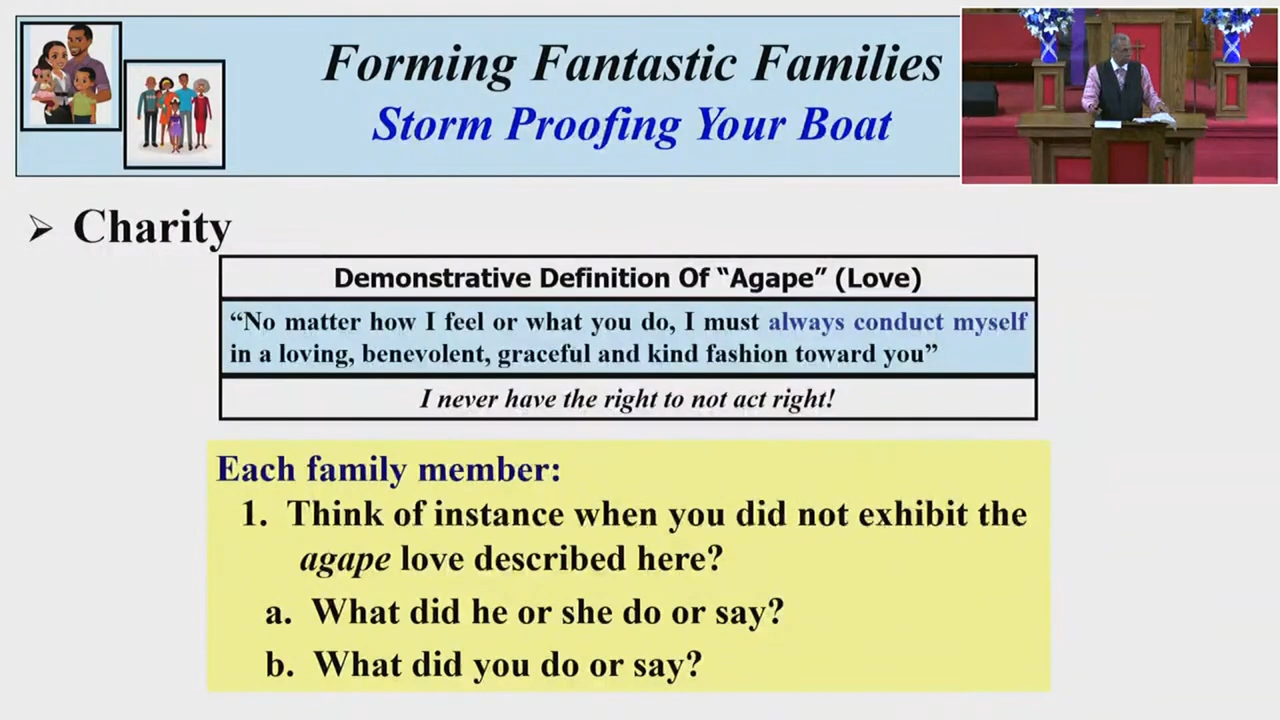 Forming Fantastic Families
Storm Proofing Your Boat
Charity
Demonstrative Definition Of “Agape” (Love)
“No matter how I feel or what you do, I must always conduct myself
in a loving, benevolent, graceful and kind fashion toward you”
I never have the right to not act right!
Each family member:
1. Think of instance when you did not exhibit the
agape love described here?
a. What did he or she do or say?
b. What did you do or say?